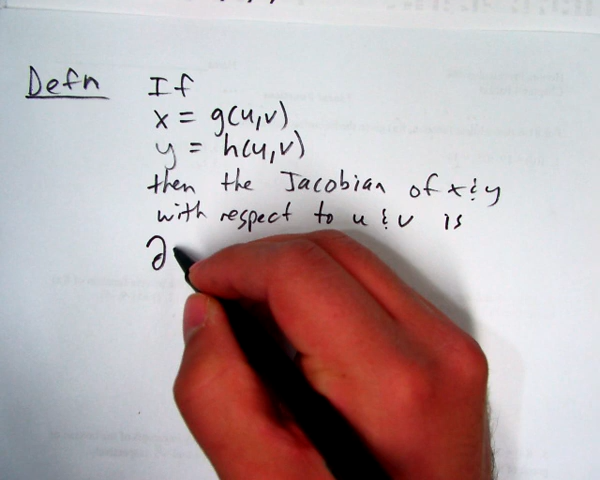 Defn If
x = g(u,v)
y = h(u,v)
then the Jacobian of x & y
with respect to u & v is
∂